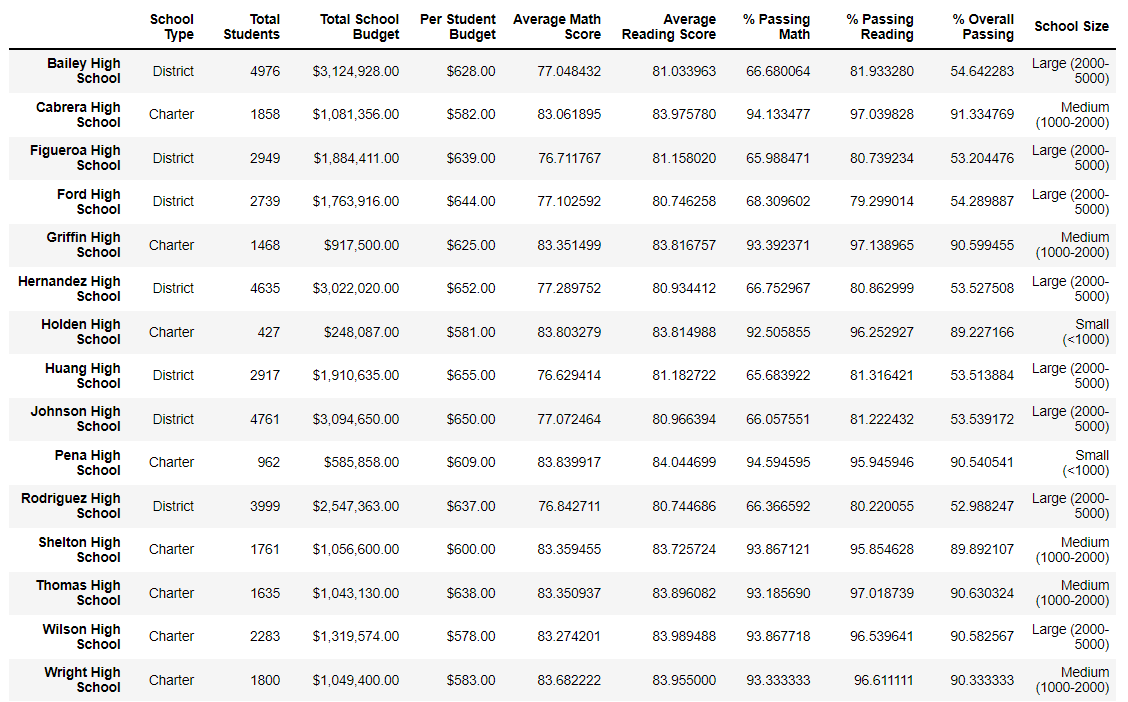 School Type Total Students Total School Budget Per Student Budget Average Math Score Average Reading Score % Passing Math % Passing Reading % Overall Passing School Size
Bailey High School District 4976 $3,124,928.00 $628.00 77.048432 81.033963 66.680064 81.933280 54.642283 Large (2000-5000)
Cabrera High School Charter 1858 $1,081,356.00 $582.00 83.061895 83.975780 94.133477 97.039828 91.334769 Medium (1000-2000)
Figueroa High School District 2949 $1,884,411.00 $639.00 76.711767 81.158020 65.988471 80.739234 53.204476 Large (2000-5000)
Ford High School District 2739 $1,763,916.00 $644.00 77.102592 80.746258 68.309602 79.299014 54.289887 Large (2000-5000)
Griffin High School Charter 1468 $917,500.00 $625.00 83.351499 83.816757 93.392371 97.138965 90.599455 Medium (1000-2000)
Hernandez High School District 4635 $3,022,020.00 $652.00 77.289752 80.934412 66.752967 80.862999 53.527508 Large (2000-5000)
Holden High School Charter 427 $248,087.00 $581.00 83.803279 83.814988 92.505855 96.252927 89.227166 Small (<1000)
Huang High School District 2917 $1,910,635.00 $655.00 76.629414 81.182722 65.683922 81.316421 53.513884 Large (2000-5000)
Johnson High School District 4761 $3,094,650.00 $650.00 77.072464 80.966394 66.057551 81.222432 53.539172 Large (2000-5000)
Pena High School Charter 962 $585,858.00 $609.00 83.839917 84.044699 94.594595 95.945946 90.540541 Small (<1000)
Rodriguez High School District 3999 $2,547,363.00 $637.00 76.842711 80.744686 66.366592 80.220055 52.988247 Large (2000-5000)
Shelton High School Charter 1761 $1,056,600.00 $600.00 83.359455 83.725724 93.867121 95.854628 89.892107 Medium (1000-2000)
Thomas High School Charter 1635 $1,043,130.00 $638.00 83.350937 83.896082 93.185690 97.018739 90.630324 Medium (1000-2000)
Wilson High School Charter 2283 $1,319,574.00 $578.00 83.274201 83.989488 93.867718 96.539641 90.582567 Large (2000-5000)
Wright High School Charter 1800 $1,049,400.00 $583.00 83.682222 83.955000 93.333333 96.611111 90.333333 Medium (1000-2000)